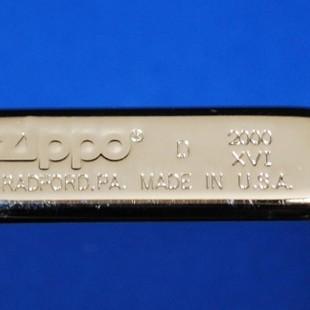 Zippo ® D 2000
XVI
RADFORD, PA. MADE IN U.S.A.